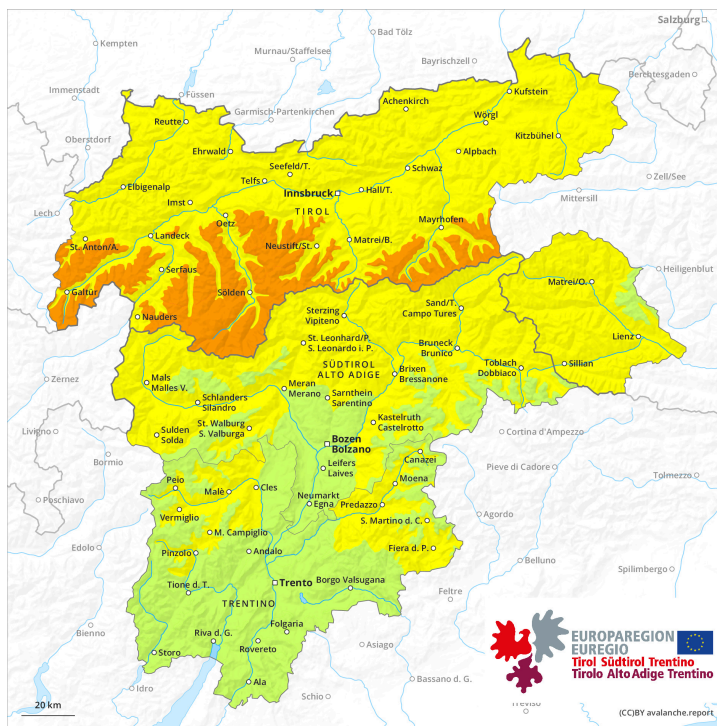 Salzburg
Kempten
Bad Tölz
Murnau/Staffelsee
Bayrischzell
Berchtesgaden
Immenstadt
Füssen
Garmisch-Partenkirchen
Achenkirch
Kufstein
Reutte
Wörgl
Oberstdorf
Kitzbühel
Ehrwald
Alpbach
Seefeld/T.
Schwaz
Zell/See
Elbigenalp
Telfs
Innsbruck
Hall/T.
Mittersill
Imst
Lech
TIROL
Oetz
Mayrhofen
Landeck
St. Anton/A.
Neustift/St.
Matrei/B.
Serfaus
Heiligenblut
Galtür
Sölden
Matrei/O.
Nauders
Sterzing
Vipiteno
Sand/T.
Campo Tures
Lienz
St. Leonhard/P.
S. Leonardo i. P.
Bruneck
Brunico
Toblach
Dobbiaco
Sillian
SÜDTIROL
ALTO ADIGE
Brixen
Bressanone
Zernez
Mals
Malles V.
Meran
Merano
Sarnthein
Sarentino
Schlanders
Silandro
Kastelruth
Castelrotto
Livigno
St. Walburg
S. Valburga
Sulden
Solda
Bozen
Bolzano
Cortina d'Ampezzo
Bormio
Leifers
Laives
Canazei
Pieve di Cadore
Tolmezzo
Peio
Malè
Cles
Moena
Poschiavo
Neumarkt
Egna
Predazzo
Vermiglio
Agordo
S. Martino d. C.
M. Campiglio
Edolo
Pinzolo
Andalo
Fiera d. P.
Belluno
Spilimbergo
Tione d. T.
Trento
Borgo Valsugana
Feltre
TRENTINO
Bienno
Riva d. G.
Folgaria
Storo
Rovereto
Asiago
Idro
Ala
Schio
Bassano d. G.
Treviso
EUROPAREGION
EUREGIO
Tirol Südtirol Trentino
Tirolo Alto Adige Trentino
20 km
(CC)BY avalanche.report